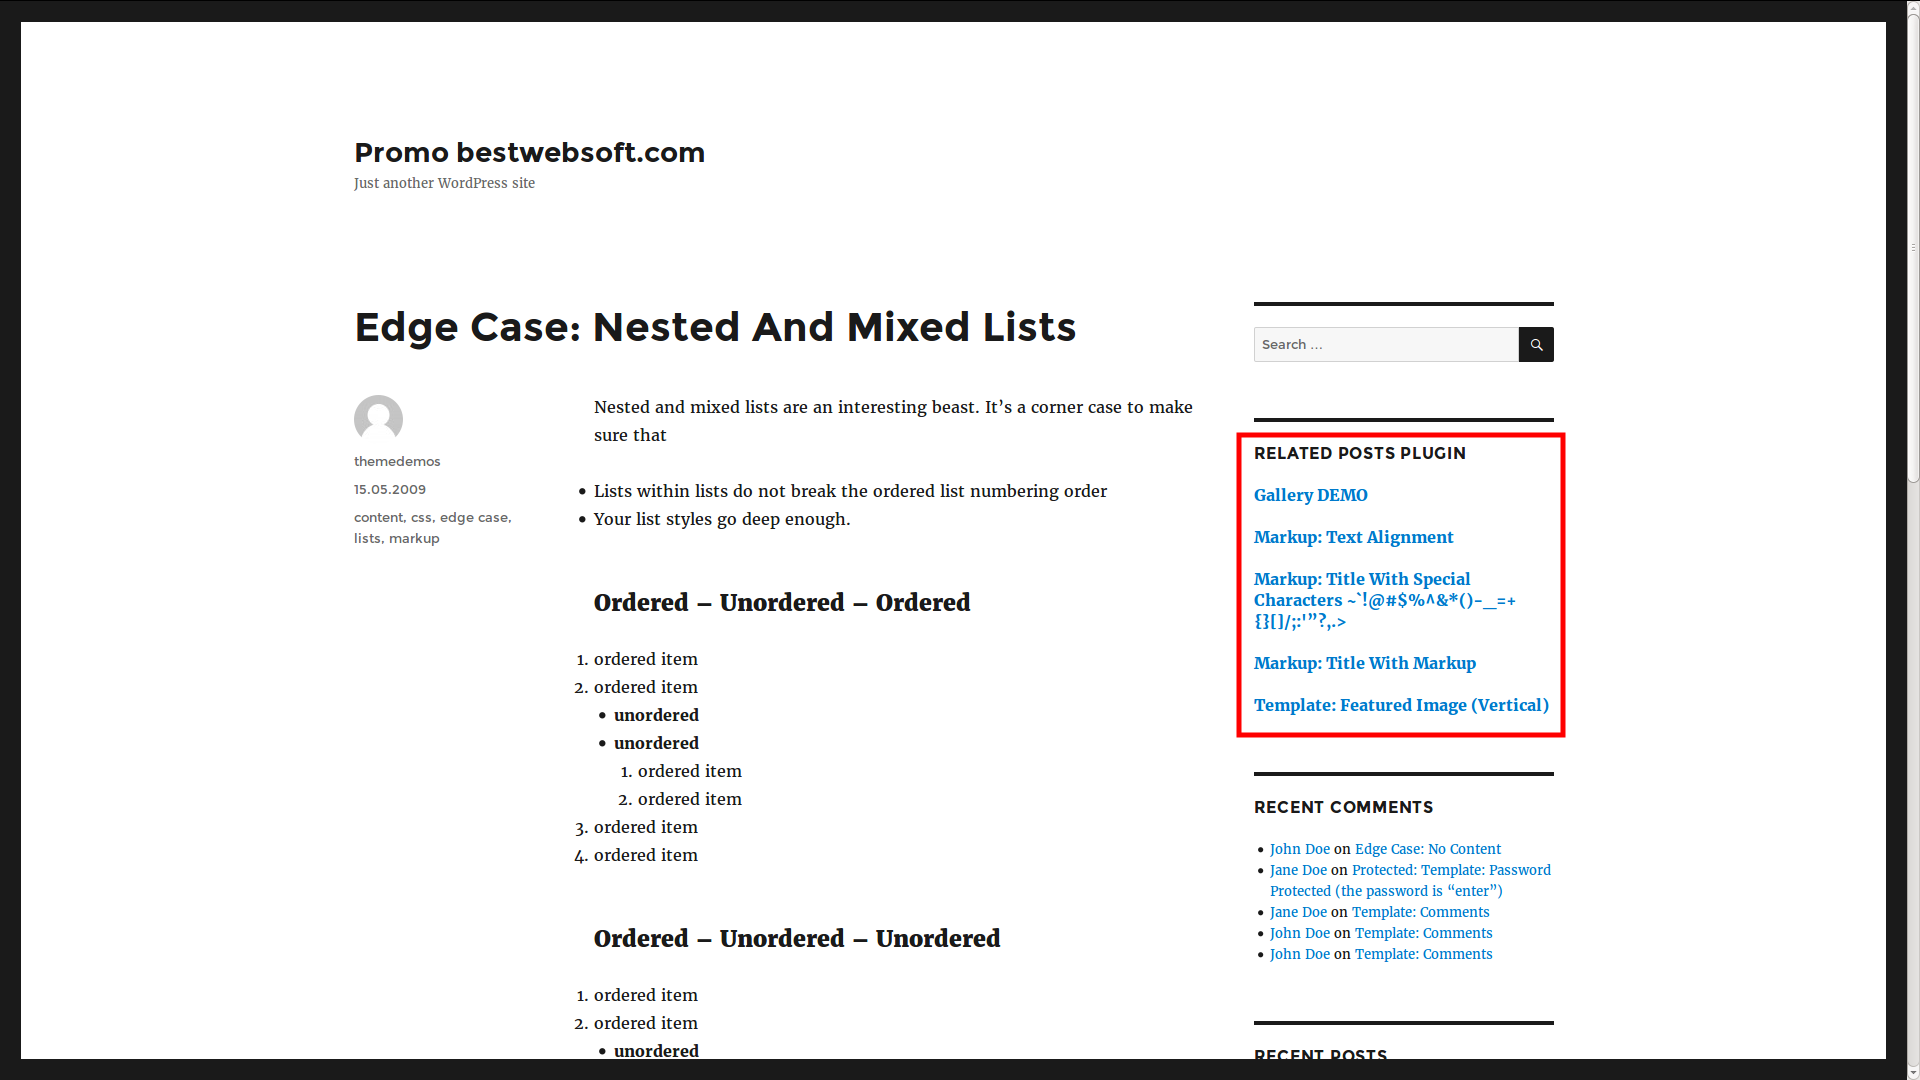 Promo bestwebsoft.com
Just another WordPress site
Edge Case: Nested And Mixed Lists
themedemos
15.05.2009
content, css, edge case,
lists, markup
Nested and mixed lists are an interesting beast. It’s a corner case to make
sure that
• Lists within lists do not break the ordered list numbering order
• Your list styles go deep enough.
Ordered – Unordered – Ordered
1. ordered item
2. ordered item
• unordered
• unordered
1. ordered item
2. ordered item
3. ordered item
4. ordered item
Ordered – Unordered – Unordered
1. ordered item
2. ordered item
• unordered
Search …
RELATED POSTS PLUGIN
Gallery DEMO
Markup: Text Alignment
Markup: Title With Special
Characters ~`!@#$%^&*()-_=+
{}[]/;:'”?,.>
Markup: Title With Markup
Template: Featured Image (Vertical)
RECENT COMMENTS
• John Doe on Edge Case: No Content
• Jane Doe on Protected: Template: Password
Protected (the password is “enter”)
• Jane Doe on Template: Comments
• John Doe on Template: Comments
• John Doe on Template: Comments
RECENT POSTS